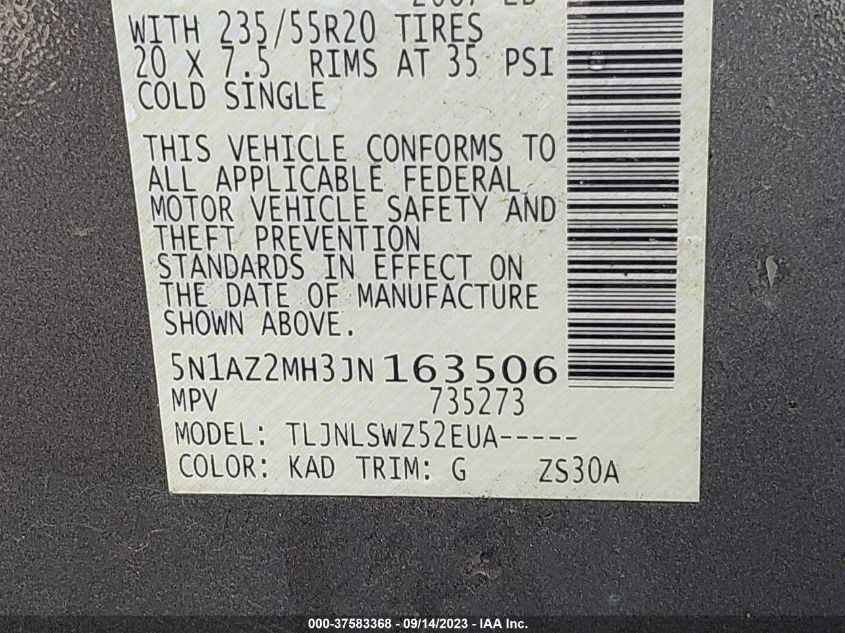 WITH 235/55R20 TIRES
20 X 7.5 RIMS AT 35 PSI
COLD SINGLE
THIS VEHICLE CONFORMS TO
ALL APPLICABLE FEDERAL
MOTOR VEHICLE SAFETY AND
THEFT PREVENTION
STANDARDS IN EFFECT ON
THE DATE OF MANUFACTURE
SHOWN ABOVE.
5N1AZ2MH3JN163506
MPV 735273
MODEL: TLJNLSWZ52EUA-----
COLOR: KAD TRIM: G ZS30A
000-37583368 - 09/14/2023 - IAA Inc.